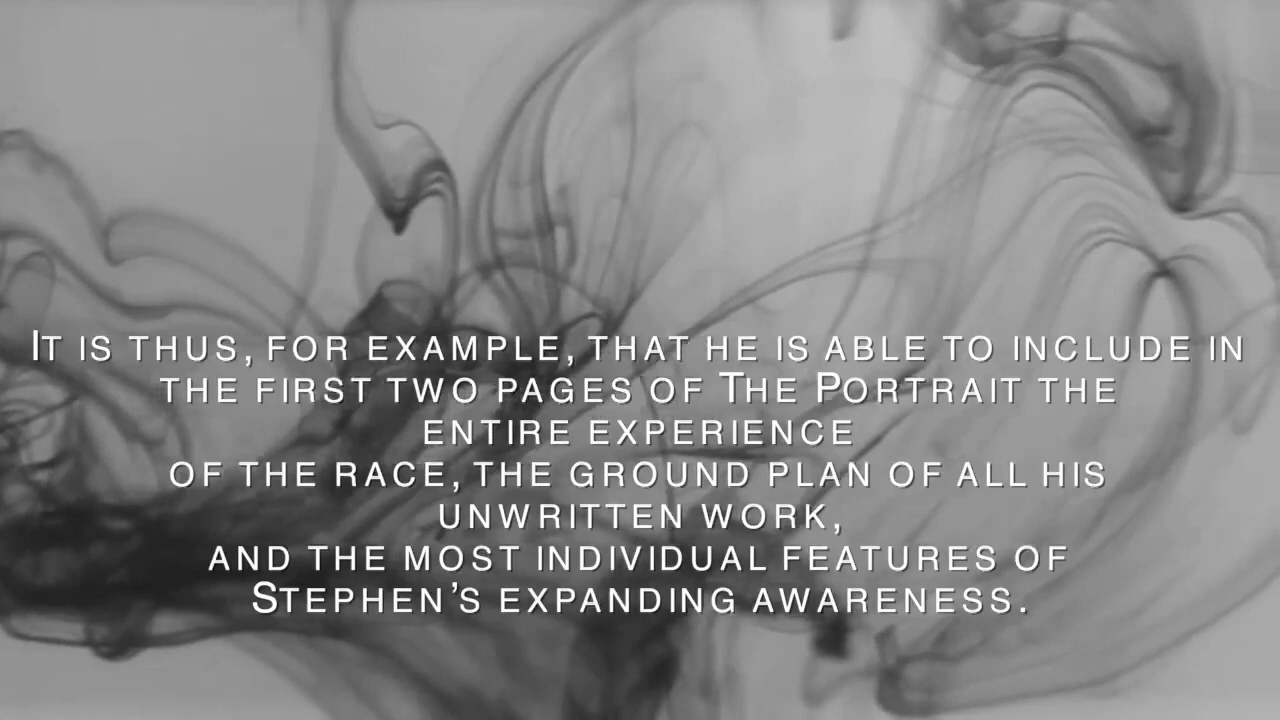 It is thus, for example, that he is able to include in
the first two pages of The Portrait the
entire experience
of the race, the ground plan of all his
unwritten work,
and the most individual features of
Stephen’s expanding awareness.